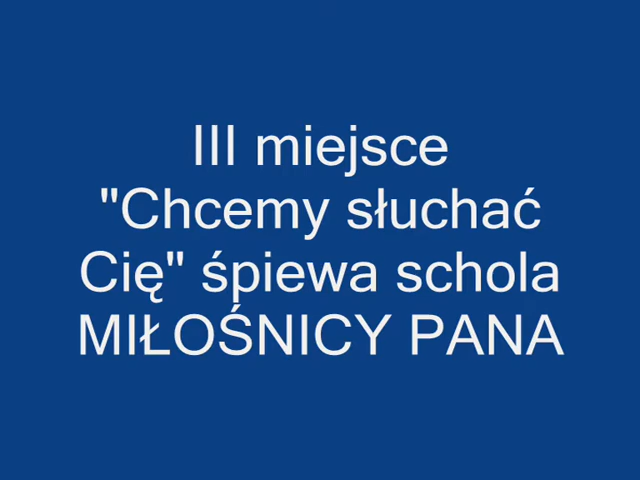 III miejsce
"Chcemy słuchać
Cię" śpiewa schola
MIŁOŚNICY PANA